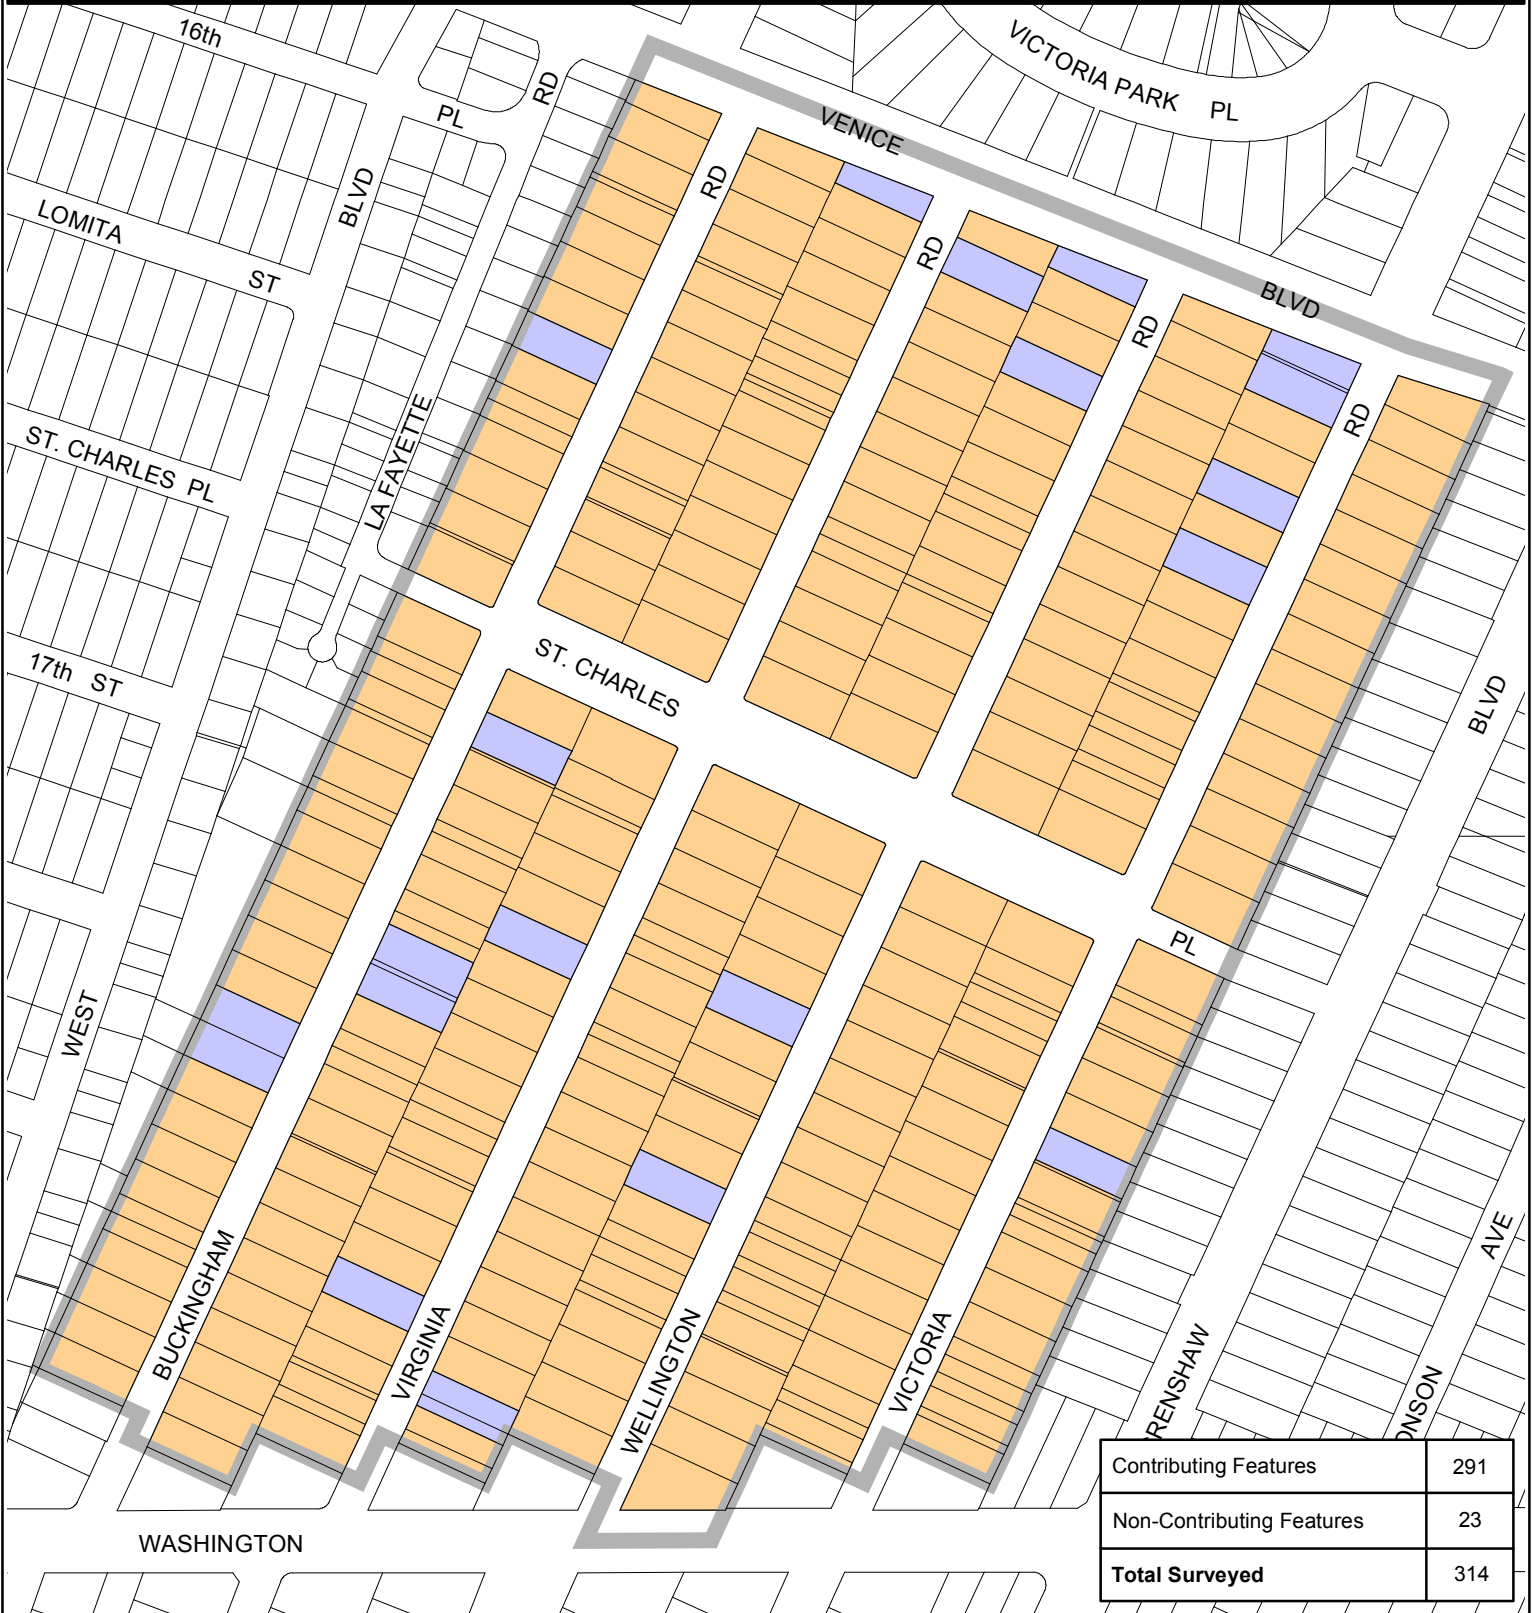 16th
PL
RD
VICTORIA PARK PL
VENICE
BLVD
RD
BLVD
LOMITA
ST
RD
RD
RD
BLVD
LA FAYETTE
ST. CHARLES PL
17th ST
ST. CHARLES
PL
BLVD
WEST
BUCKINGHAM
VIRGINIA
WELLINGTON
VICTORIA
RENSHAW
ONSON
AVE
WASHINGTON
Contributing Features 291
Non-Contributing Features 23
Total Surveyed 314